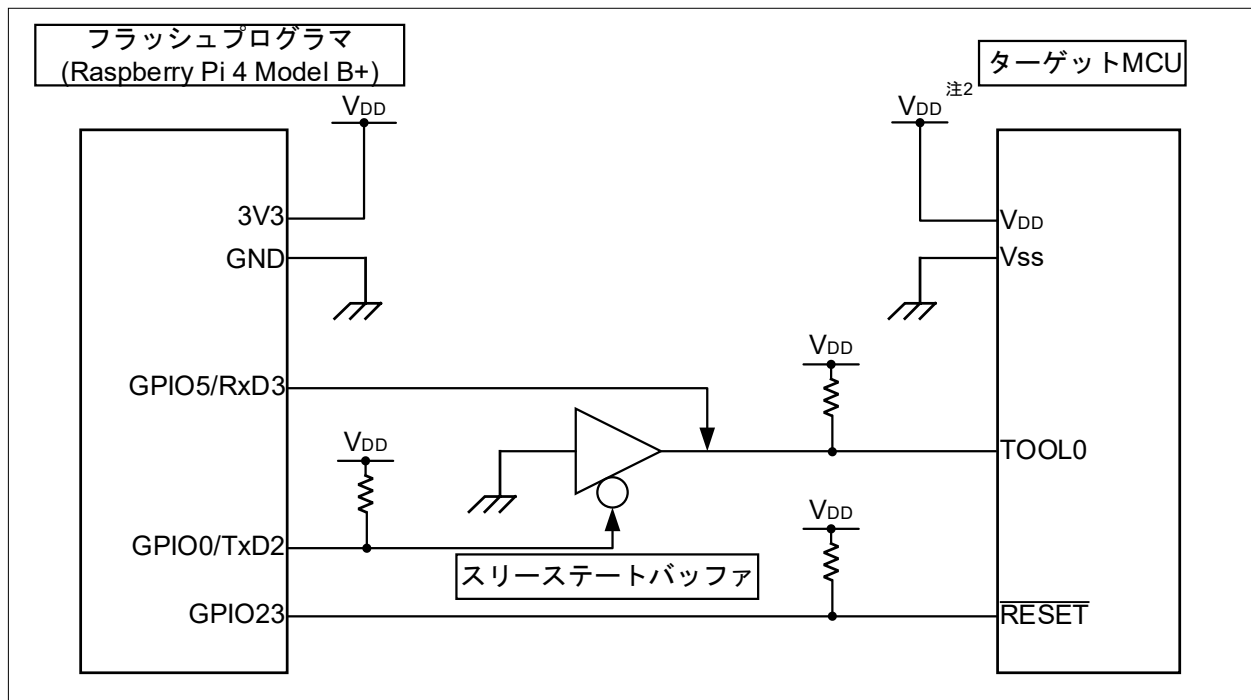 フラッシュプログラマ
(Raspberry Pi 4 Model B+)
ターゲットMCU
VDD
VDD 注2
3V3
GND
VDD
Vss
VDD
GPIO5/RxD3
VDD
TOOL0
GPIO0/TxD2
VDD
スリーステートバッファ
GPIO23
RESET